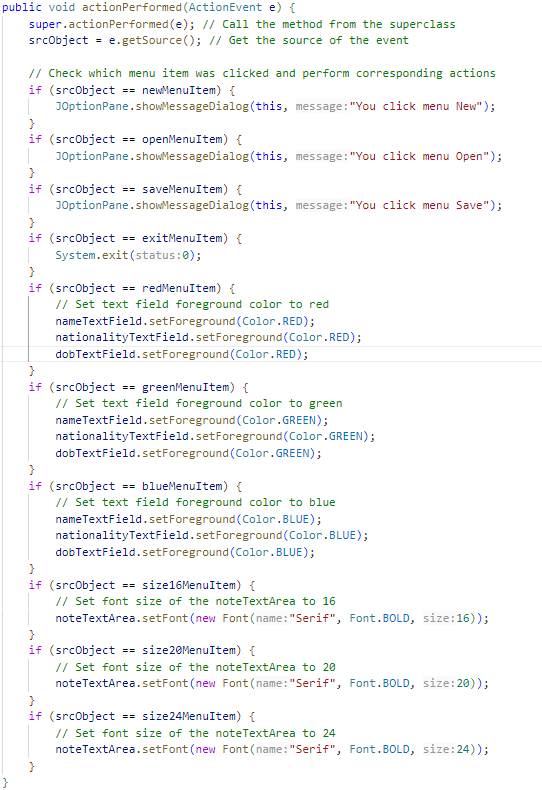 public void actionPerformed(ActionEvent e) {
super.actionPerformed(e); // Call the method from the superclass
srcObject = e.getSource(); // Get the source of the event
// Check which menu item was clicked and perform corresponding actions
if (srcObject == newMenuItem) {
JOptionPane.showMessageDialog(this, message:"You click menu New");
}
if (srcObject == openMenuItem) {
JOptionPane.showMessageDialog(this, message:"You click menu Open");
}
if (srcObject == saveMenuItem) {
JOptionPane.showMessageDialog(this, message:"You click menu Save");
}
if (srcObject == exitMenuItem) {
System.exit(status:0);
}
if (srcObject == redMenuItem) {
// Set text field foreground color to red
nameTextField.setForeground(Color.RED);
nationalityTextField.setForeground(Color.RED);
dobTextField.setForeground(Color.RED);
}
if (srcObject == greenMenuItem) {
// Set text field foreground color to green
nameTextField.setForeground(Color.GREEN);
nationalityTextField.setForeground(Color.GREEN);
dobTextField.setForeground(Color.GREEN);
}
if (srcObject == blueMenuItem) {
// Set text field foreground color to blue
nameTextField.setForeground(Color.BLUE);
nationalityTextField.setForeground(Color.BLUE);
dobTextField.setForeground(Color.BLUE);
}
if (srcObject == size16MenuItem) {
// Set font size of the noteTextArea to 16
noteTextArea.setFont(new Font(name:"Serif", Font.BOLD, size:16));
}
if (srcObject == size20MenuItem) {
// Set font size of the noteTextArea to 20
noteTextArea.setFont(new Font(name:"Serif", Font.BOLD, size:20));
}
if (srcObject == size24MenuItem) {
// Set font size of the noteTextArea to 24
noteTextArea.setFont(new Font(name:"Serif", Font.BOLD, size:24));
}
}